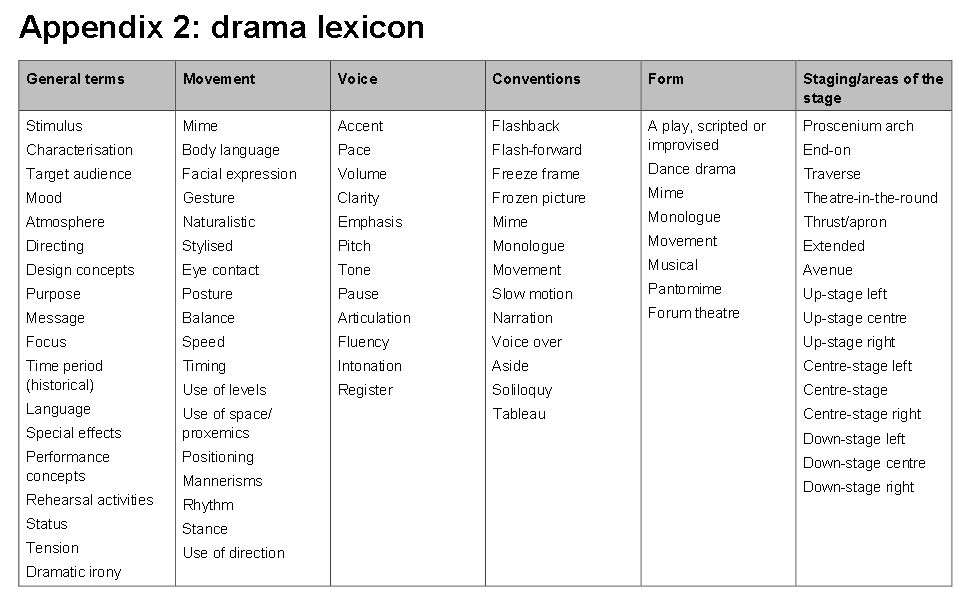 Appendix 2: drama lexicon
General terms
Movement
Voice
Conventions
Form
Staging/areas of the
stage
Stimulus
Characterisation
Target audience
Mood
Atmosphere
Directing
Design concepts
Purpose
Message
Focus
Time period
(historical)
Language
Special effects
Performance
concepts
Rehearsal activities
Status
Tension
Dramatic irony
Mime
Body language
Facial expression
Gesture
Naturalistic
Stylised
Eye contact
Posture
Balance
Speed
Timing
Use of levels
Use of space/
proxemics
Positioning
Mannerisms
Rhythm
Stance
Use of direction
Accent
Pace
Volume
Clarity
Emphasis
Pitch
Tone
Pause
Articulation
Fluency
Intonation
Register
Flashback
Flash-forward
Freeze frame
Frozen picture
Mime
Monologue
Movement
Slow motion
Narration
Voice over
Aside
Soliloquy
Tableau
A play, scripted or
improvised
Dance drama
Mime
Monologue
Movement
Musical
Pantomime
Forum theatre
Proscenium arch
End-on
Traverse
Theatre-in-the-round
Thrust/apron
Extended
Avenue
Up-stage left
Up-stage centre
Up-stage right
Centre-stage left
Centre-stage
Centre-stage right
Down-stage left
Down-stage centre
Down-stage right